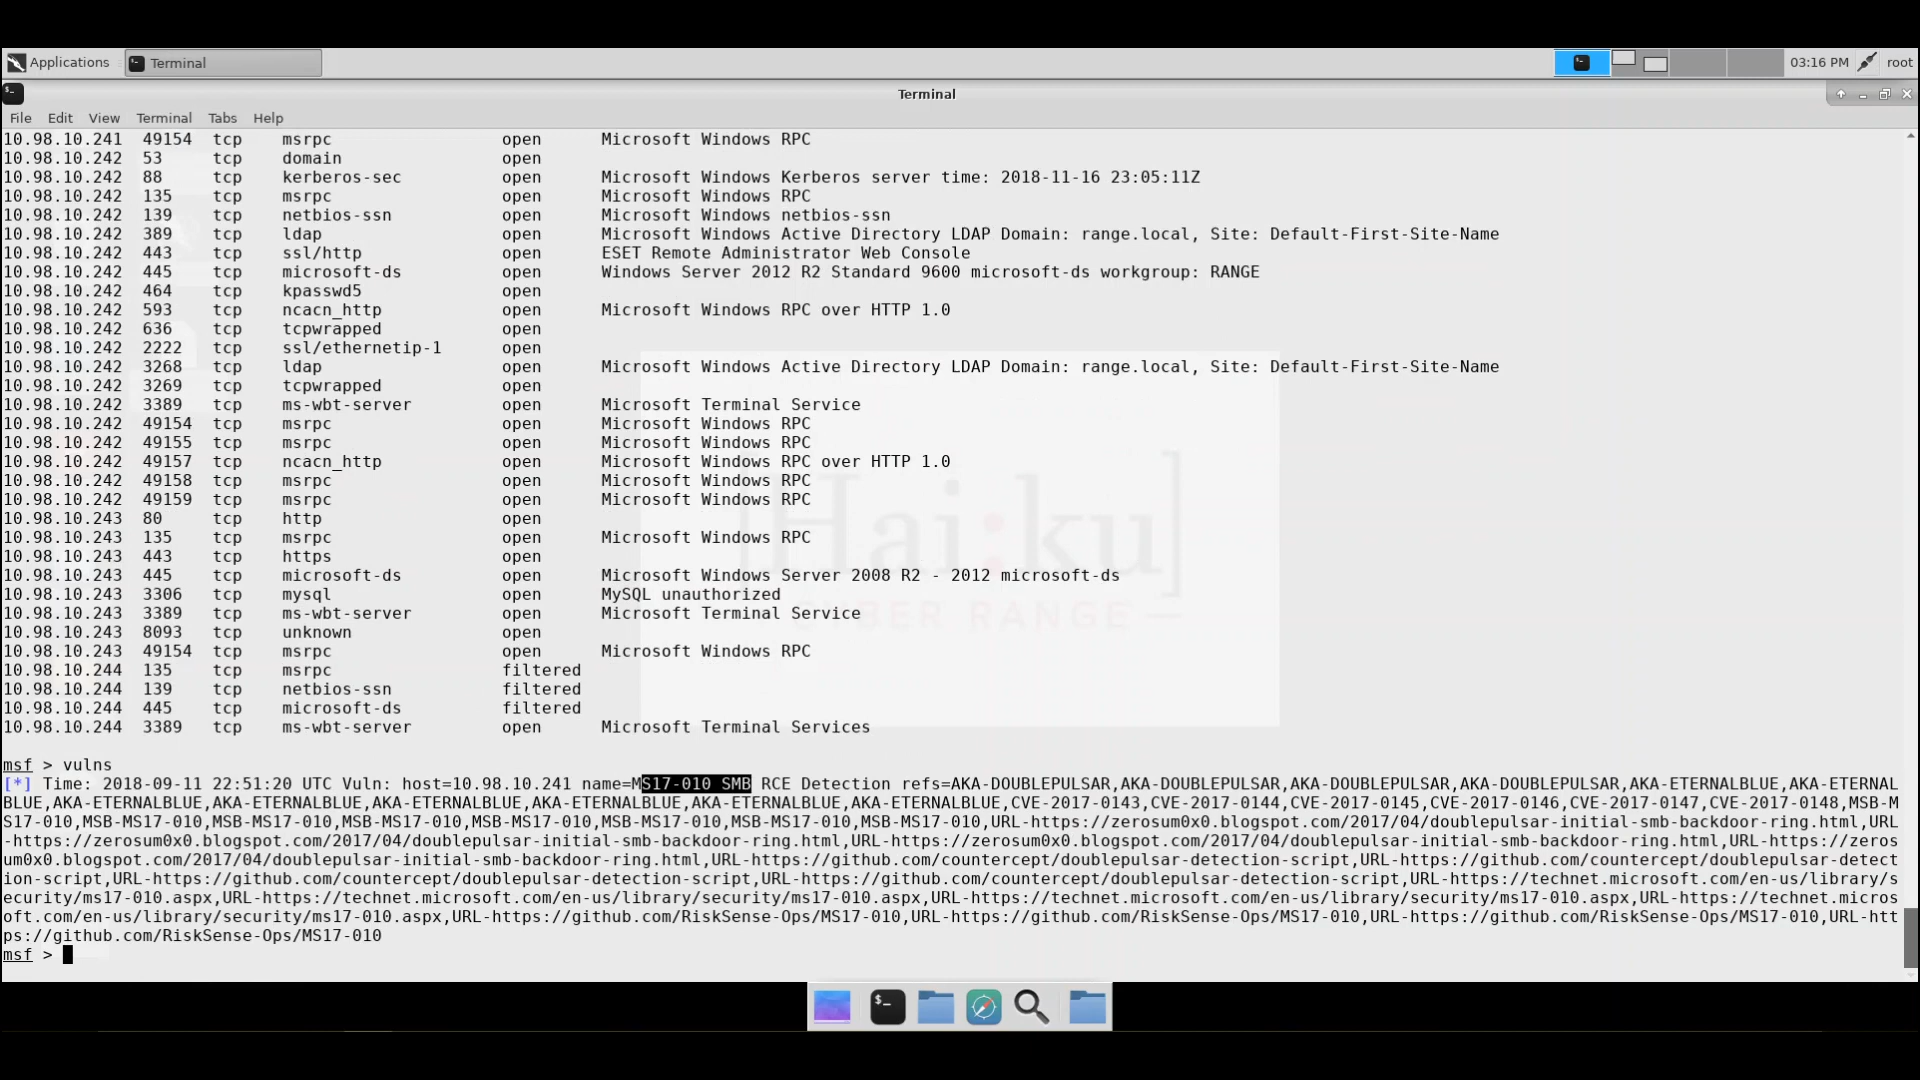 Applications Terminal 03:16 PM root
Terminal
File Edit View Terminal Tabs Help
10.98.10.241 49154 tcp msrpc open Microsoft Windows RPC
10.98.10.242 53 tcp domain open
10.98.10.242 88 tcp kerberos-sec open Microsoft Windows Kerberos server time: 2018-11-16 23:05:11Z
10.98.10.242 135 tcp msrpc open Microsoft Windows RPC
10.98.10.242 139 tcp netbios-ssn open Microsoft Windows netbios-ssn
10.98.10.242 389 tcp ldap open Microsoft Windows Active Directory LDAP Domain: range.local, Site: Default-First-Site-Name
10.98.10.242 443 tcp ssl/http open ESET Remote Administrator Web Console
10.98.10.242 445 tcp microsoft-ds open Windows Server 2012 R2 Standard 9600 microsoft-ds workgroup: RANGE
10.98.10.242 464 tcp kpasswd5 open
10.98.10.242 593 tcp ncacn_http open Microsoft Windows RPC over HTTP 1.0
10.98.10.242 636 tcp tcpwrapped open
10.98.10.242 2222 tcp ssl/ethernetip-1 open
10.98.10.242 3268 tcp ldap open Microsoft Windows Active Directory LDAP Domain: range.local, Site: Default-First-Site-Name
10.98.10.242 3269 tcp tcpwrapped open
10.98.10.242 3389 tcp ms-wbt-server open Microsoft Terminal Service
10.98.10.242 49154 tcp msrpc open Microsoft Windows RPC
10.98.10.242 49155 tcp msrpc open Microsoft Windows RPC
10.98.10.242 49157 tcp ncacn_http open Microsoft Windows RPC over HTTP 1.0
10.98.10.242 49158 tcp msrpc open Microsoft Windows RPC
10.98.10.242 49159 tcp msrpc open Microsoft Windows RPC
10.98.10.243 80 tcp http open
10.98.10.243 135 tcp msrpc open Microsoft Windows RPC
10.98.10.243 443 tcp https open
10.98.10.243 445 tcp microsoft-ds open Microsoft Windows Server 2008 R2 - 2012 microsoft-ds
10.98.10.243 3306 tcp mysql open MySQL unauthorized
10.98.10.243 3389 tcp ms-wbt-server open Microsoft Terminal Service
10.98.10.243 8093 tcp unknown open
10.98.10.243 49154 tcp msrpc open Microsoft Windows RPC
10.98.10.244 135 tcp msrpc filtered
10.98.10.244 139 tcp netbios-ssn filtered
10.98.10.244 445 tcp microsoft-ds filtered
10.98.10.244 3389 tcp ms-wbt-server open Microsoft Terminal Services
[Hai:ku]
CYBER RANGE —
msf > vulns
[*] Time: 2018-09-11 22:51:20 UTC Vuln: host=10.98.10.241 name=MS17-010 SMB RCE Detection refs=AKA-DOUBLEPULSAR,AKA-DOUBLEPULSAR,AKA-DOUBLEPULSAR,AKA-DOUBLEPULSAR,AKA-ETERNALBLUE,AKA-ETERNAL
BLUE,AKA-ETERNALBLUE,AKA-ETERNALBLUE,AKA-ETERNALBLUE,AKA-ETERNALBLUE,AKA-ETERNALBLUE,CVE-2017-0143,CVE-2017-0144,CVE-2017-0145,CVE-2017-0146,CVE-2017-0147,CVE-2017-0148,MSB-M
S17-010,MSB-MS17-010,MSB-MS17-010,MSB-MS17-010,MSB-MS17-010,MSB-MS17-010,MSB-MS17-010,URL-https://zerosum0x0.blogspot.com/2017/04/doublepulsar-initial-smb-backdoor-ring.html,URL
-https://zerosum0x0.blogspot.com/2017/04/doublepulsar-initial-smb-backdoor-ring.html,URL-https://zerosum0x0.blogspot.com/2017/04/doublepulsar-initial-smb-backdoor-ring.html,URL-https://zeros
um0x0.blogspot.com/2017/04/doublepulsar-initial-smb-backdoor-ring.html,URL-https://github.com/countercept/doublepulsar-detection-script,URL-https://github.com/countercept/doublepulsar-detect
ion-script,URL-https://github.com/countercept/doublepulsar-detection-script,URL-https://github.com/countercept/doublepulsar-detection-script,URL-https://technet.microsoft.com/en-us/library/s
ecurity/ms17-010.aspx,URL-https://technet.microsoft.com/en-us/library/security/ms17-010.aspx,URL-https://technet.microsoft.com/en-us/library/security/ms17-010.aspx,URL-https://technet.micros
oft.com/en-us/library/security/ms17-010.aspx,URL-https://github.com/RiskSense-Ops/MS17-010,URL-https://github.com/RiskSense-Ops/MS17-010,URL-https://github.com/RiskSense-Ops/MS17-010,URL-htt
ps://github.com/RiskSense-Ops/MS17-010
msf >